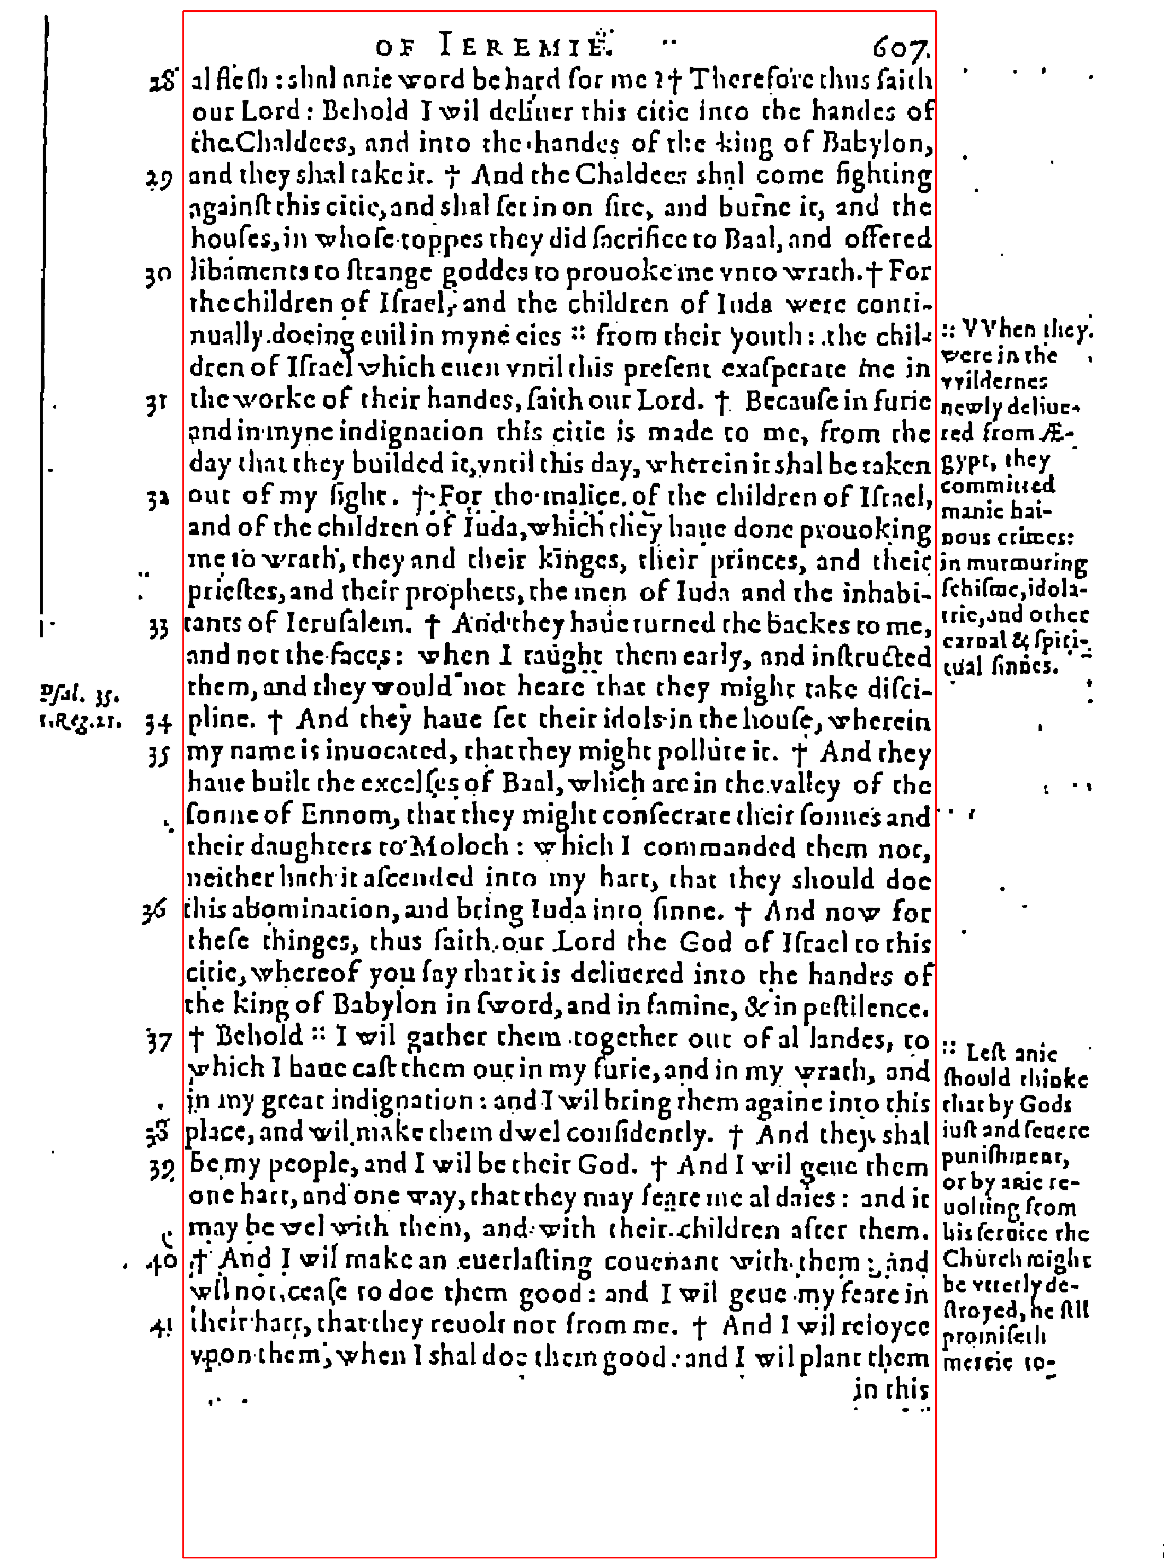 OF IEREMIE. 607.
28 al fleſh : shal anie word be hard for me ? † Therefore thus ſaith
our Lord : Behold I wil deliuer this citie into the handes of
the Chaldees, and into the handes of the king of Babylon,
29 and they shal take it. † And the Chaldees shal come fighting
againſt this citie, and shal ſet in on fire, and burne it, and the
houſes, in whoſe toppes they did ſacrifice to Baal, and offered
30 libaments to ſtrange goddes to prouoke me vnto wrath. † For
the children of Iſrael, and the children of Iuda were conti-
nually doeing euil in myne eies :: from their youth : the chil-
dren of Iſrael which euen vntil this preſent exaſperate me in
31 the worke of their handes, ſaith our Lord. † Becauſe in furie
and in myne indignation this citie is made to me, from the
day that they builded it, vntil this day, wherein it shal be taken
32 out of my ſight. † For the malice of the children of Iſrael,
and of the children of Iuda, which they haue done prouoking
me to wrath, they and their kinges, their princes, and their
prieſtes, and their prophets, the men of Iuda and the inhabi-
33 tants of Ieruſalem. † And they haue turned the backes to me,
and not the faces : when I taught them early, and inſtructed
them, and they would not heare that they might take diſci-
34 pline. † And they haue ſet their idols in the houſe, wherein
35 my name is inuocated, that they might pollute it. † And they
haue built the excelſes of Baal, which are in the valley of the
ſonne of Ennom, that they might conſecrate their ſonnes and
their daughters to Moloch : which I commanded them not,
neither hath it aſcended into my hart, that they should doe
36 this abomination, and bring Iuda into ſinne. † And now for
theſe thinges, thus ſaith our Lord the God of Iſrael to this
citie, whereof you ſay that it is deliuered into the handes of
the king of Babylon in ſword, and in famine, & in peſtilence.
37 † Behold :: I wil gather them together out of al landes, to
which I haue caſt them out in my furie, and in my wrath, and
in my great indignation : and I wil bring them againe into this
38 place, and wil make them dwel confidently. † And they shal
39 be my people, and I wil be their God. † And I wil geue them
one hart, and one way, that they may feare me al daies : and it
may be wel with them, and with their children after them.
40 † And I wil make an euerlaſting couenant with them : and
wil not ceaſe to doe them good : and I wil geue my feare in
41 their hart, that they reuolt not from me. † And I wil reioyce
vpon them, when I shal doe them good : and I wil plant them
in this
Pſal. 35.
1.Reg.21.
:: VVhen they
were in the
vvildernes
newly deliue-
red from Æ-
gypt, they
committed
manie hai-
nous crimes:
in murmuring
ſchiſme, idola-
trie, and other
carnal & ſpiri-
tual ſinnes.
:: Leſt anie
ſhould thinke
that by Gods
iuſt and ſeuere
puniſhment,
or by anie re-
uolting from
his ſeruice the
Church might
be vtterly de-
ſtroyed, he ſtil
promiſeth
mercie to-